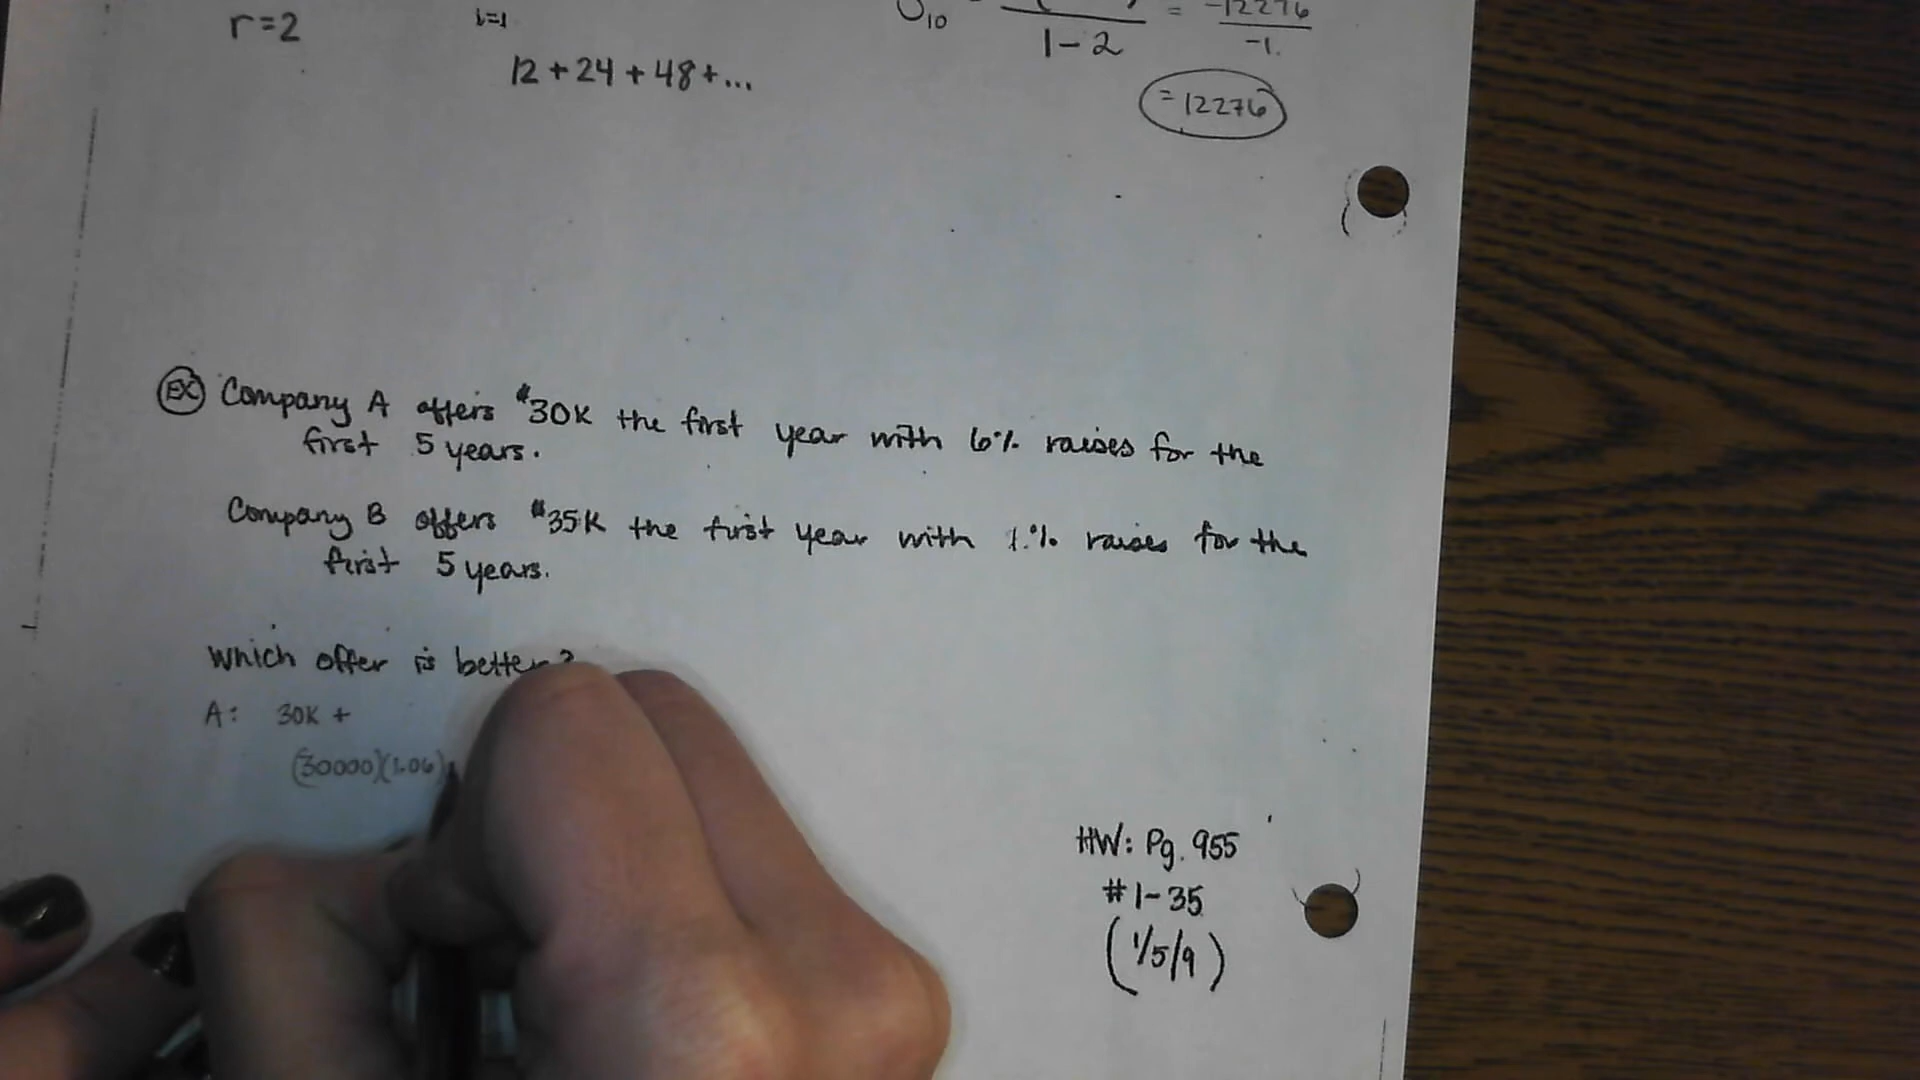 r=2
i=1
12+24+48+...
10
1-2
= -12276
-1
=12276
EX Company A offers $30K the first year with 6% raises for the
first 5 years.
Company B offers $35K the first year with 1% raises for the
first 5 years.
Which offer is better?
A: 30K +
(30000)(1.06)
HW: Pg. 955
#1-35
(1/5/9)